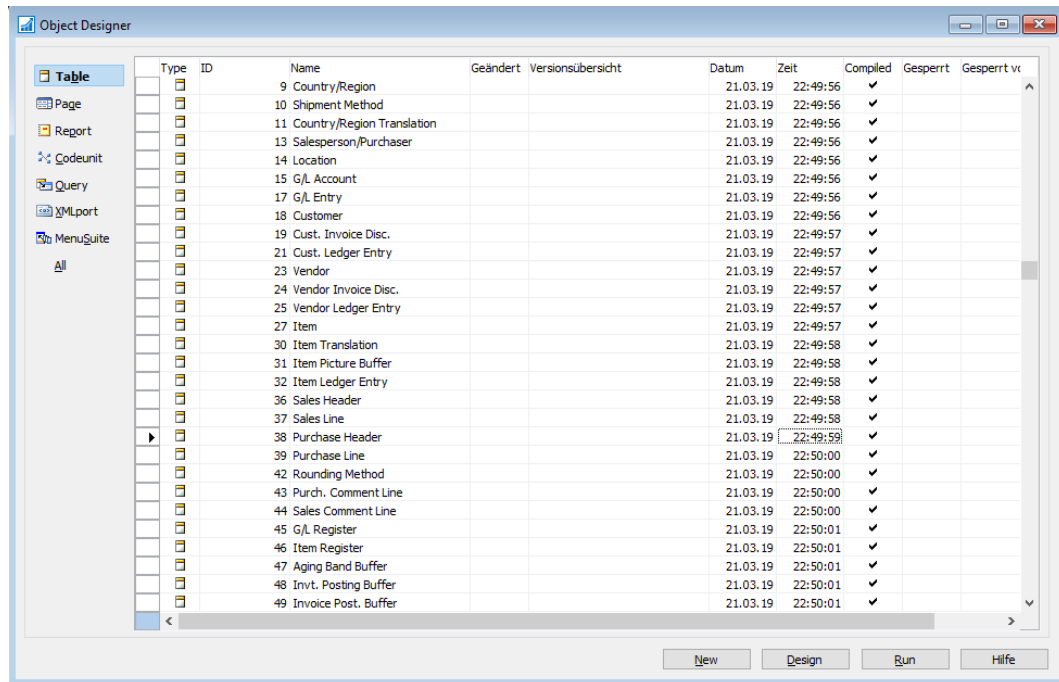 Object Designer
Table
Page
Report
Codeunit
Query
XMLport
MenuSuite
All
Type ID Name Geändert Versionsübersicht Datum Zeit Compiled Gesperrt Gesperrt vo
9 Country/Region 21.03.19 22:49:56
10 Shipment Method 21.03.19 22:49:56
11 Country/Region Translation 21.03.19 22:49:56
13 Salesperson/Purchaser 21.03.19 22:49:56
14 Location 21.03.19 22:49:56
15 G/L Account 21.03.19 22:49:56
17 G/L Entry 21.03.19 22:49:56
18 Customer 21.03.19 22:49:56
19 Cust. Invoice Disc. 21.03.19 22:49:57
21 Cust. Ledger Entry 21.03.19 22:49:57
23 Vendor 21.03.19 22:49:57
24 Vendor Invoice Disc. 21.03.19 22:49:57
25 Vendor Ledger Entry 21.03.19 22:49:57
27 Item 21.03.19 22:49:57
30 Item Translation 21.03.19 22:49:58
31 Item Picture Buffer 21.03.19 22:49:58
32 Item Ledger Entry 21.03.19 22:49:58
36 Sales Header 21.03.19 22:49:58
37 Sales Line 21.03.19 22:49:58
38 Purchase Header 21.03.19 22:49:59
39 Purchase Line 21.03.19 22:50:00
42 Rounding Method 21.03.19 22:50:00
43 Purch. Comment Line 21.03.19 22:50:00
44 Sales Comment Line 21.03.19 22:50:00
45 G/L Register 21.03.19 22:50:01
46 Item Register 21.03.19 22:50:01
47 Aging Band Buffer 21.03.19 22:50:01
48 Invt. Posting Buffer 21.03.19 22:50:01
49 Invoice Post. Buffer 21.03.19 22:50:01
New Design Run Hilfe